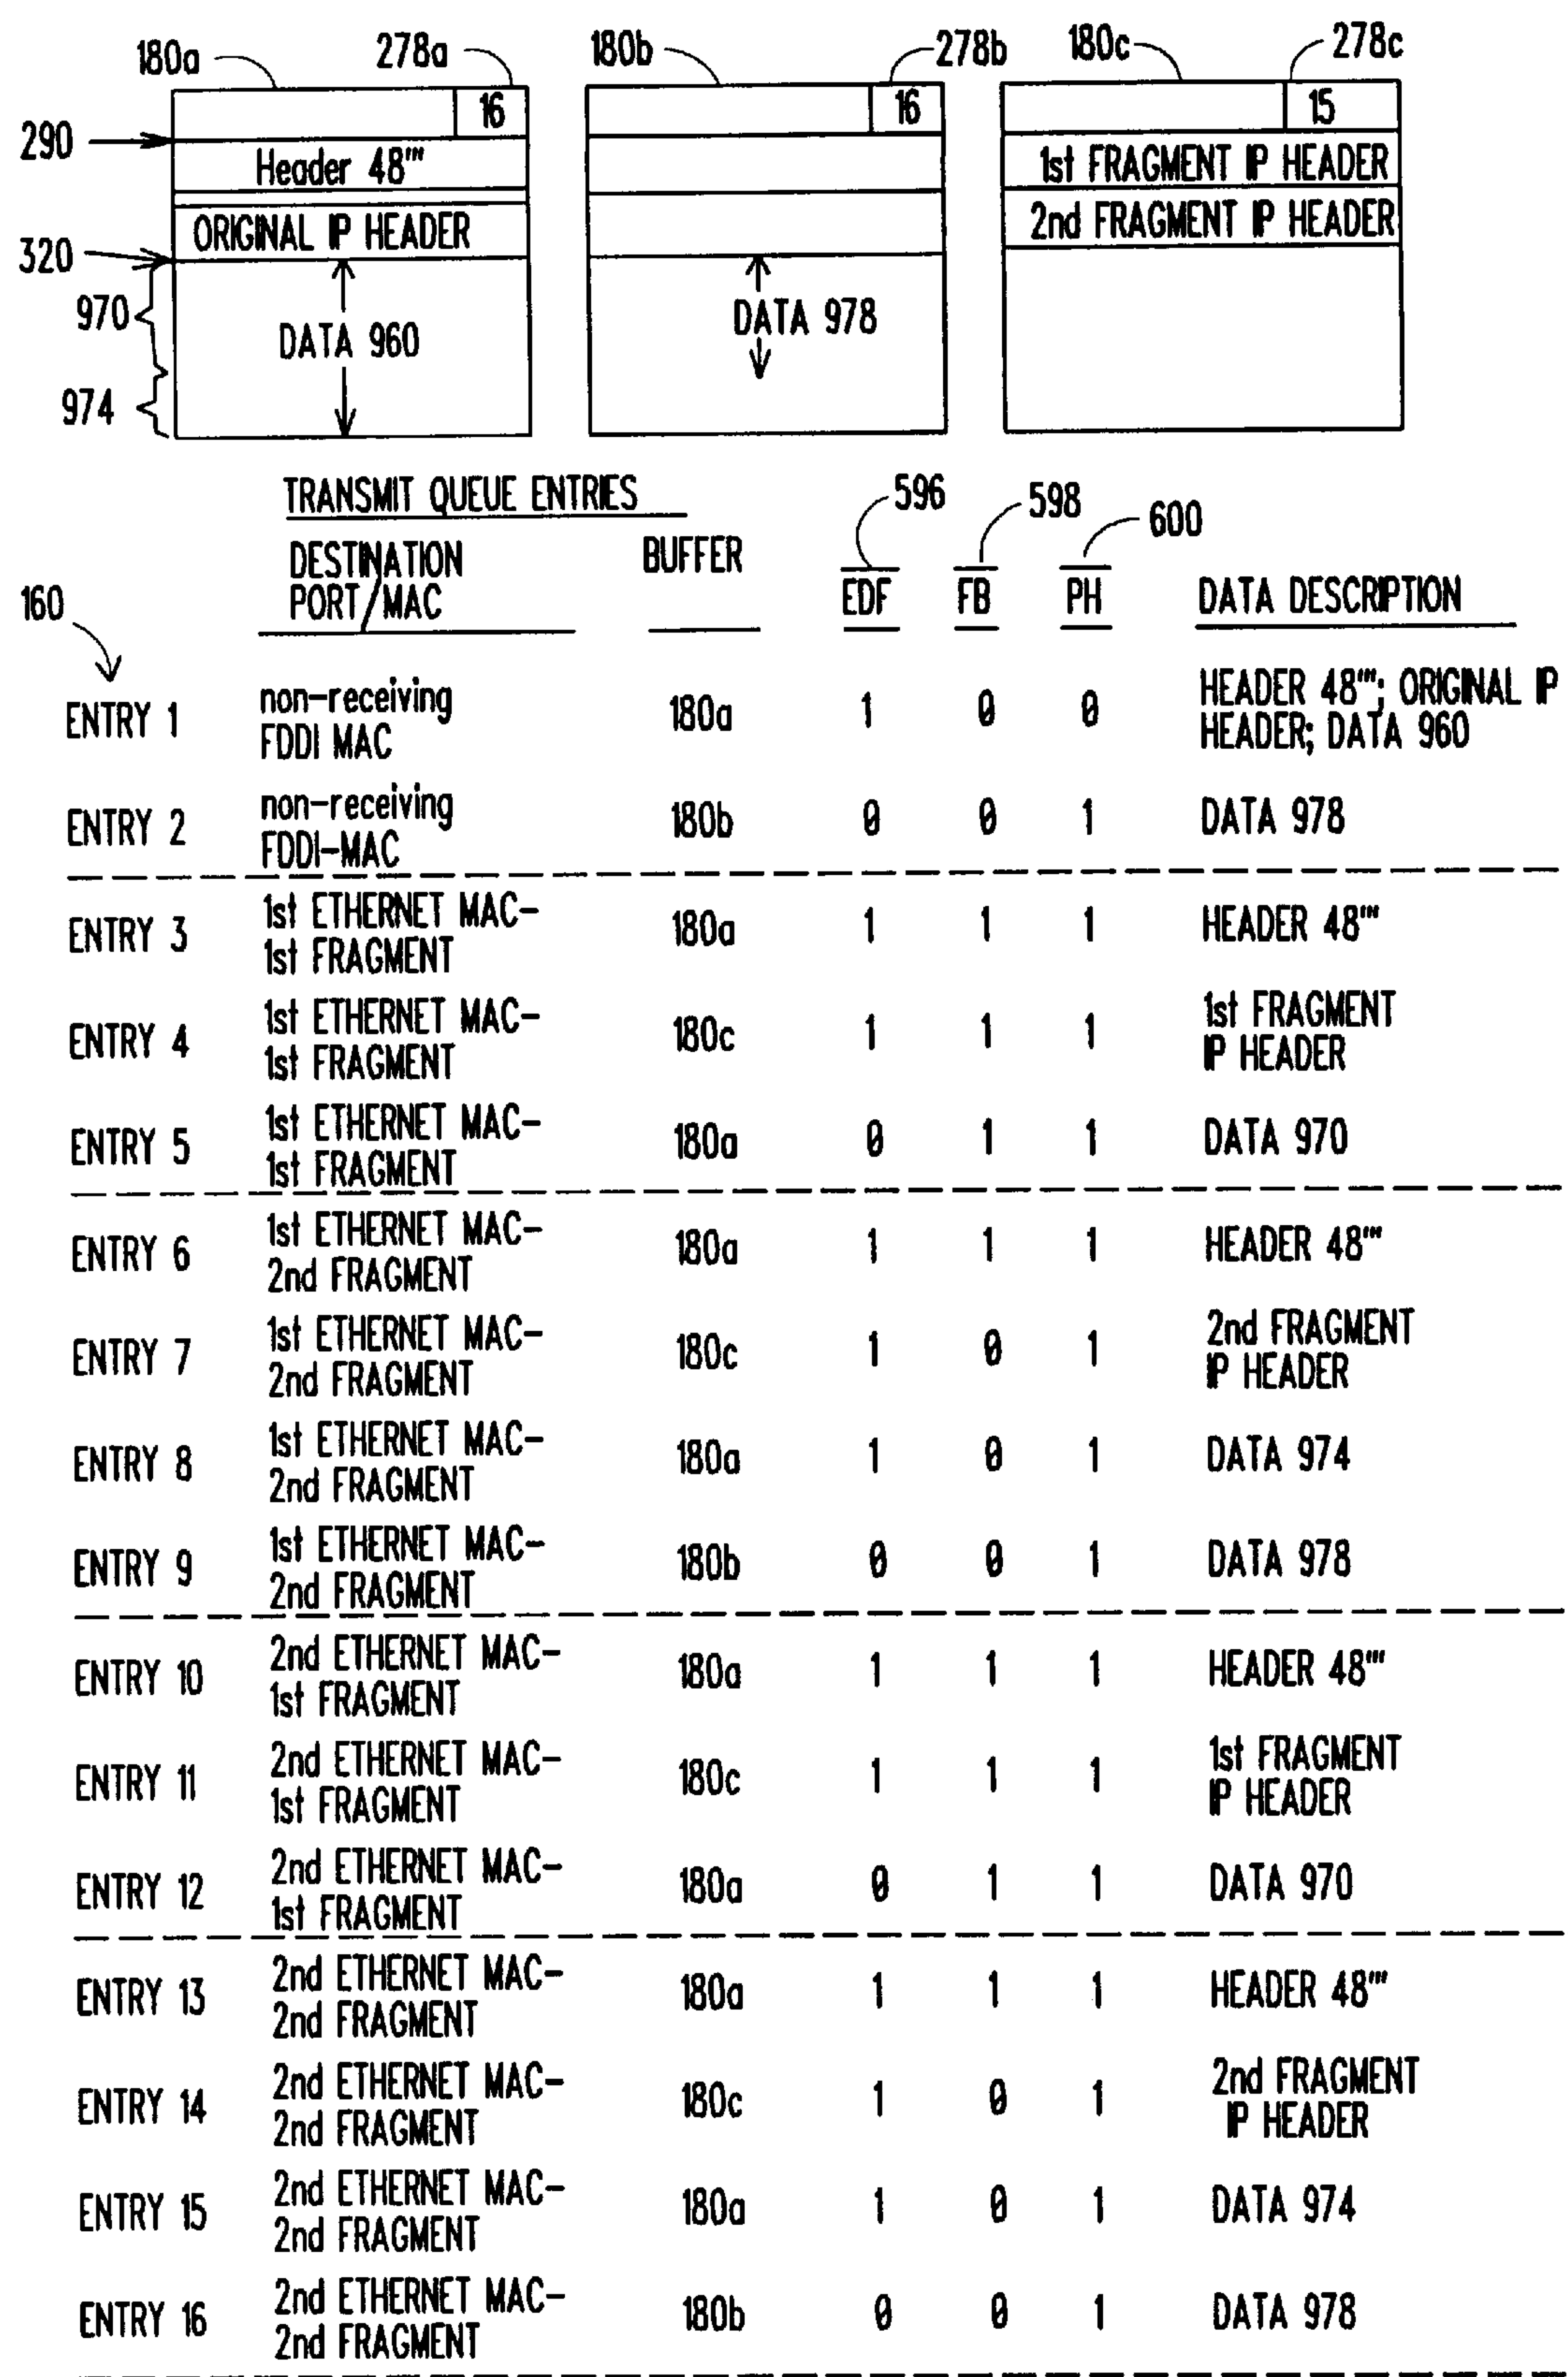 180a 278a 180b 278b 180c 278c
16 16 15
290 Header 48''' 1st FRAGMENT IP HEADER
ORIGINAL IP HEADER 2nd FRAGMENT IP HEADER
320
970 DATA 960 DATA 978
974
TRANSMIT QUEUE ENTRIES 596 598 600
160 DESTINATION PORT/MAC BUFFER EDF FB PH DATA DESCRIPTION
ENTRY 1 non-receiving 180a 1 0 0 HEADER 48'''; ORIGINAL IP
FDDI MAC HEADER; DATA 960
ENTRY 2 non-receiving 180b 0 0 1 DATA 978
FDDI-MAC
ENTRY 3 1st ETHERNET MAC- 180a 1 1 1 HEADER 48'''
1st FRAGMENT
ENTRY 4 1st ETHERNET MAC- 180c 1 1 1 1st FRAGMENT
1st FRAGMENT IP HEADER
ENTRY 5 1st ETHERNET MAC- 180a 0 1 1 DATA 970
1st FRAGMENT
ENTRY 6 1st ETHERNET MAC- 180a 1 1 1 HEADER 48'''
2nd FRAGMENT
ENTRY 7 1st ETHERNET MAC- 180c 1 0 1 2nd FRAGMENT
2nd FRAGMENT IP HEADER
ENTRY 8 1st ETHERNET MAC- 180a 1 0 1 DATA 974
2nd FRAGMENT
ENTRY 9 1st ETHERNET MAC- 180b 0 0 1 DATA 978
2nd FRAGMENT
ENTRY 10 2nd ETHERNET MAC- 180a 1 1 1 HEADER 48'''
1st FRAGMENT
ENTRY 11 2nd ETHERNET MAC- 180c 1 1 1 1st FRAGMENT
1st FRAGMENT IP HEADER
ENTRY 12 2nd ETHERNET MAC- 180a 0 1 1 DATA 970
1st FRAGMENT
ENTRY 13 2nd ETHERNET MAC- 180a 1 1 1 HEADER 48'''
2nd FRAGMENT
ENTRY 14 2nd ETHERNET MAC- 180c 1 0 1 2nd FRAGMENT
2nd FRAGMENT IP HEADER
ENTRY 15 2nd ETHERNET MAC- 180a 1 0 1 DATA 974
2nd FRAGMENT
ENTRY 16 2nd ETHERNET MAC- 180b 0 0 1 DATA 978
2nd FRAGMENT